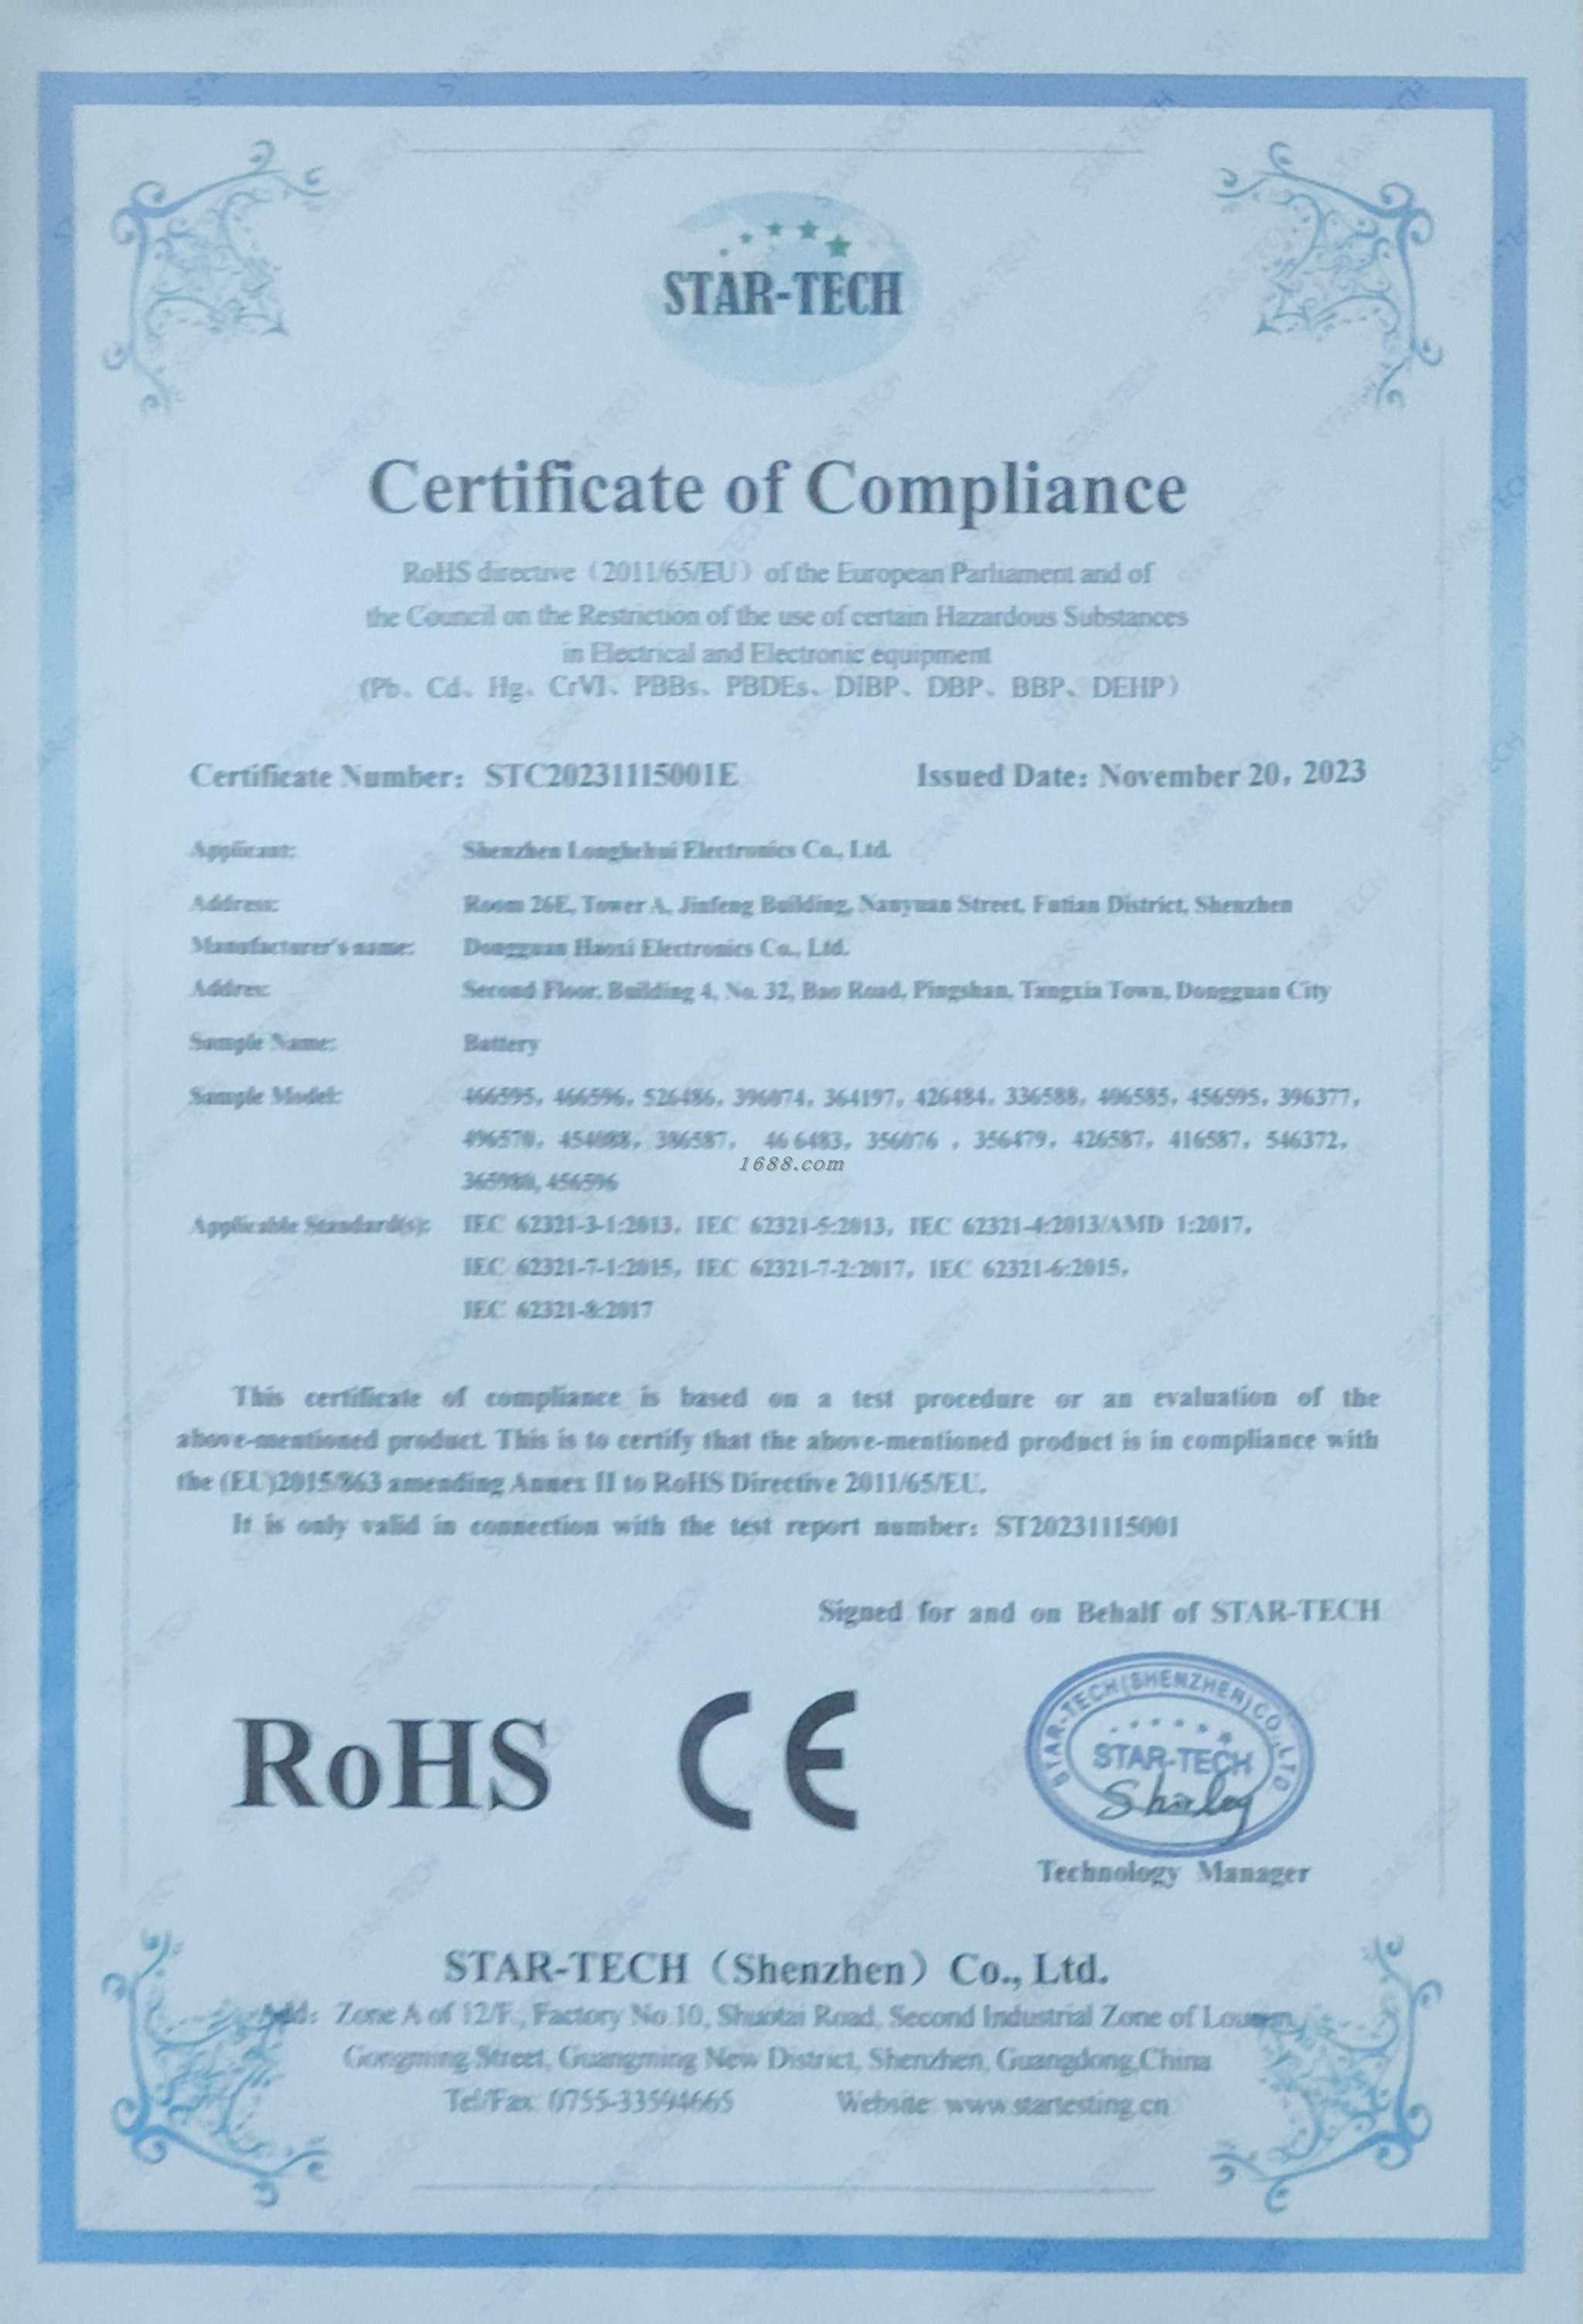 STAR-TECH
Certificate of Compliance
RoHS directive（2011/65/EU）of the European Parliament and of
the Council on the Restriction of the use of certain Hazardous Substances
in Electrical and Electronic equipment
(Pb、Cd、Hg、CrVI、PBBs、PBDEs、DIBP、DBP、BBP、DEHP)
Certificate Number: STC20231115001E Issued Date: November 20, 2023
Applicant: Shenzhen Longhehui Electronics Co., Ltd.
Address: Room 26E, Tower A, Jinfeng Building, Nanyuan Street, Futian District, Shenzhen
Manufacturer's name: Dongguan Haoxi Electronics Co., Ltd.
Addres: Second Floor, Building 4, No. 32, Bao Road, Pingshan, Tangxia Town, Dongguan City
Sample Name: Battery
Sample Model: 466595, 466596, 526486, 396074, 364197, 426484, 336588, 406585, 456595, 396377,
496570, 454088, 386587, 46 6483, 356076 , 356479, 426587, 416587, 546372,
1688.com
456596
Applicable Standard(s): IEC 62321-3-1:2013, IEC 62321-5:2013, IEC 62321-4:2013/AMD 1:2017,
IEC 62321-7-1:2015, IEC 62321-7-2:2017, IEC 62321-6:2015,
IEC 62321-8:2017
This certificate of compliance is based on a test procedure or an evaluation of the
above-mentioned product. This is to certify that the above-mentioned product is in compliance with
the (EU)2015/863 amending Annex II to RoHS Directive 2011/65/EU.
It is only valid in connection with the test report number: ST20231115001
Signed for and on Behalf of STAR-TECH
RoHS CE
STAR-TECH(SHENZHEN)CO.,LTD
STAR-TECH
Shirley
Technology Manager
STAR-TECH（Shenzhen）Co., Ltd.
Add: Zone A of 12/F., Factory No.10, Shuotai Road, Second Industrial Zone of
Gongming Street, Guangming New District, Shenzhen, Guangdong,China
Tel/Fax: 0755-33594665 Website: www.startesting.cn